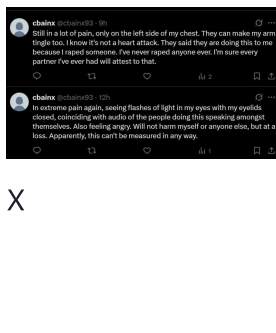 cbainx @cbainx93 · 9h
Still in a lot of pain, only on the left side of my chest. They can make my arm
tingle too. I know it's not a heart attack. They said they are doing this to me
because I raped someone. I've never raped anyone ever. I'm sure every
partner I've ever had will attest to that.
2
cbainx @cbainx93 · 12h
In extreme pain again, seeing flashes of light in my eyes with my eyelids
closed, coinciding with audio of the people doing this speaking amongst
themselves. Also feeling angry. Will not harm myself or anyone else, but at a
loss. Apparently, this can't be measured in any way.
1
X